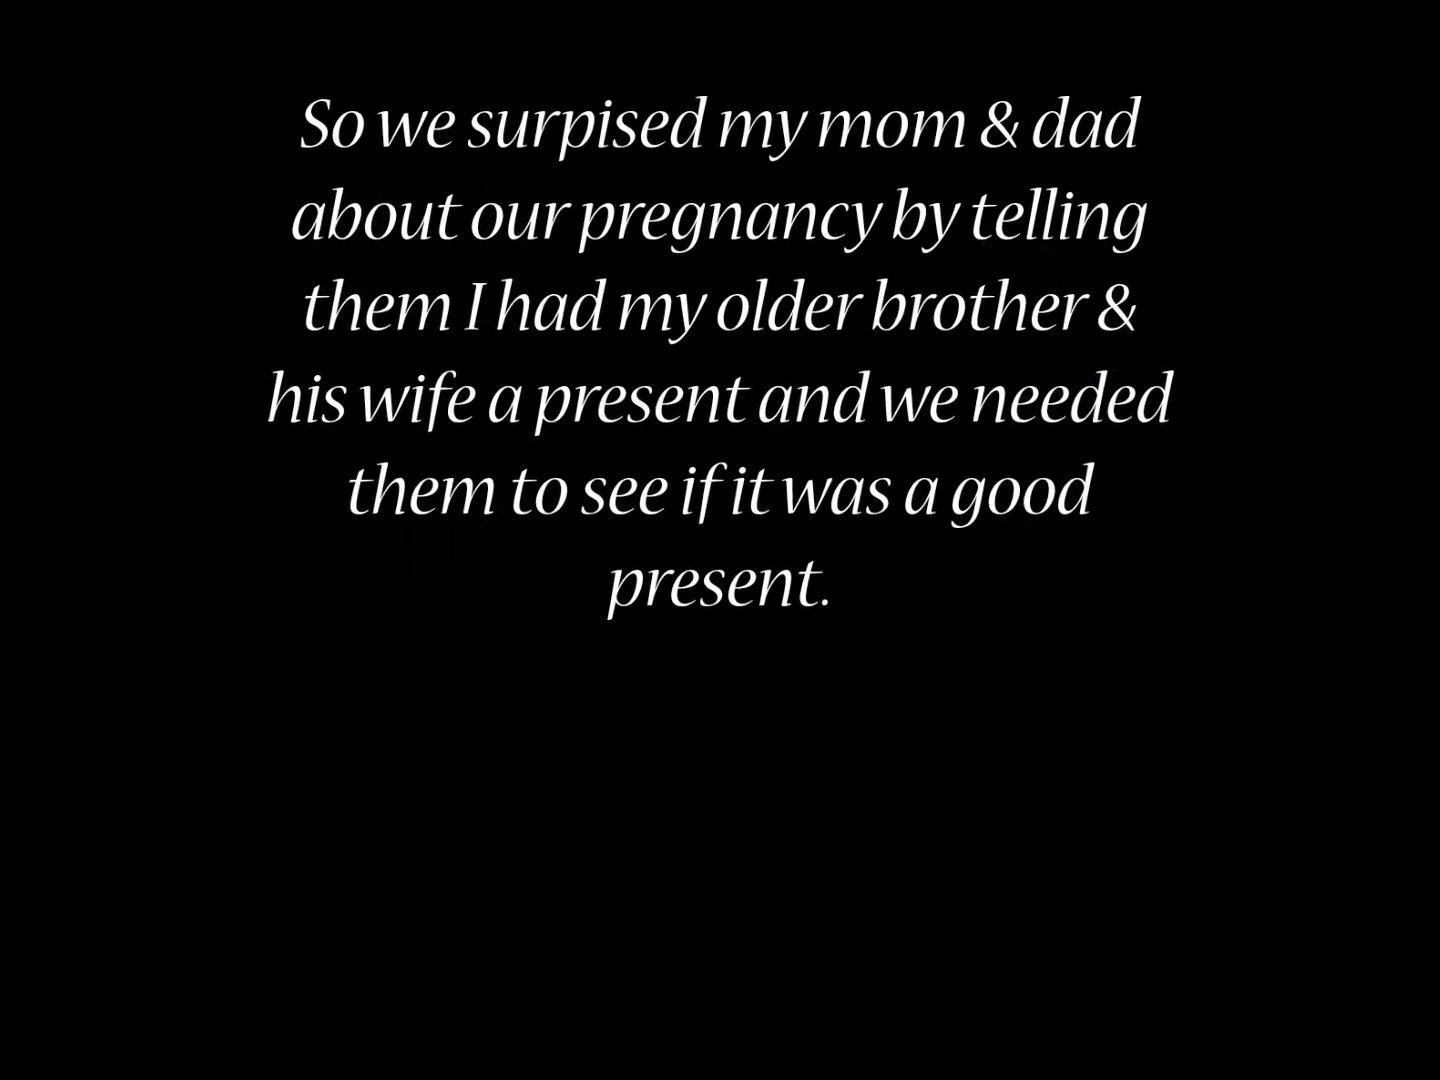 So we surpised my mom & dad
about our pregnancy by telling
them I had my older brother &
his wife a present and we needed
them to see if it was a good
present.